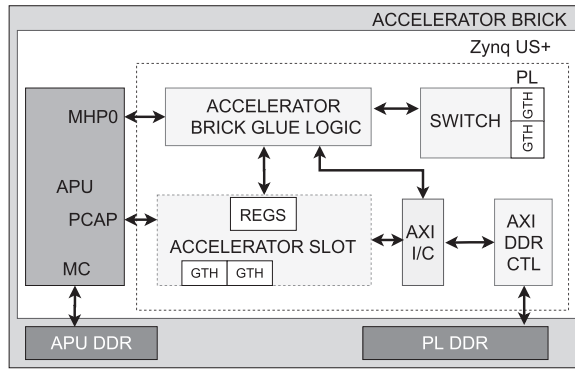 ACCELERATOR BRICK
Zynq US+
PL
MHP0
ACCELERATOR
BRICK GLUE LOGIC
SWITCH
GTH
GTH
APU
PCAP
MC
REGS
ACCELERATOR SLOT
GTH
GTH
AXI
I/C
AXI
DDR
CTL
APU DDR
PL DDR